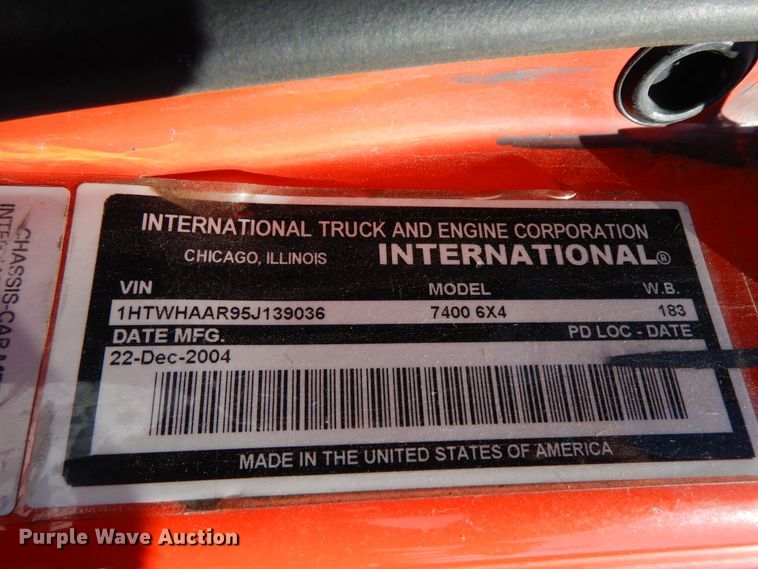 INTERNATIONAL TRUCK AND ENGINE CORPORATION
CHICAGO, ILLINOIS INTERNATIONAL®
VIN MODEL W.B.
1HTWHAAR95J139036 7400 6X4 183
DATE MFG. PD LOC - DATE
22-Dec-2004
MADE IN THE UNITED STATES OF AMERICA
CHASSIS-CAB
Purple Wave Auction